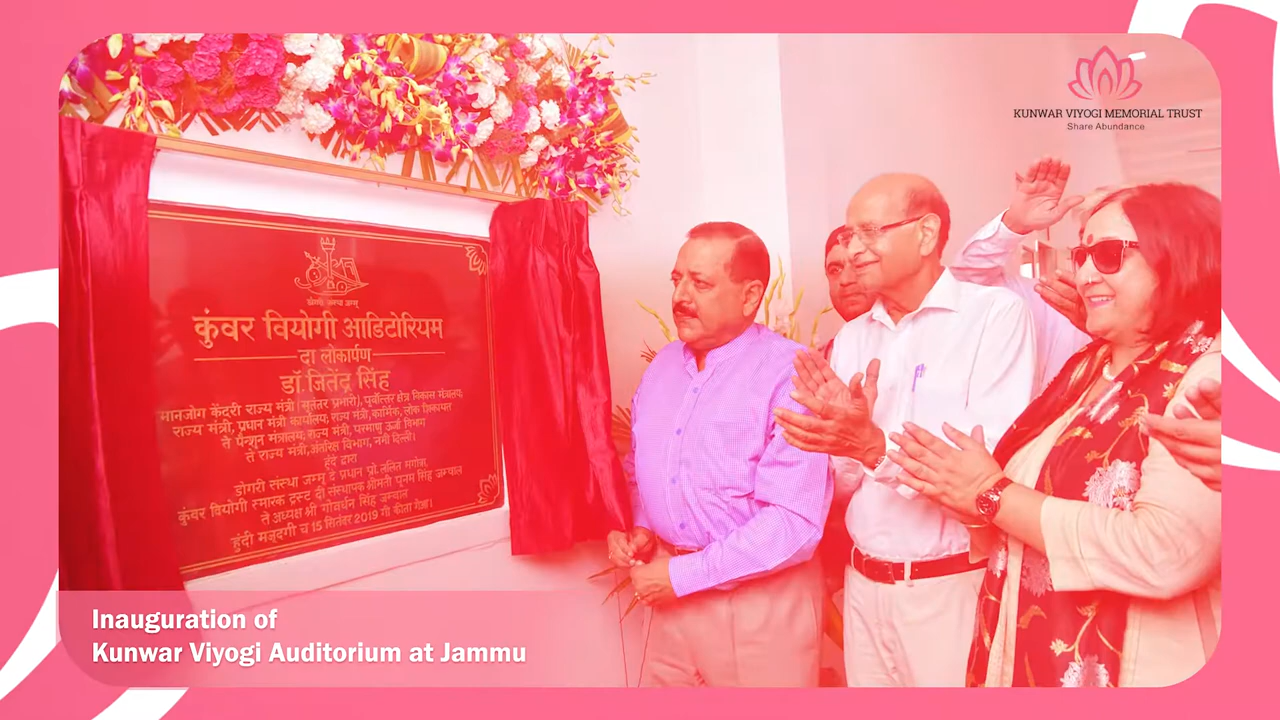 KUNWAR VIYOGI MEMORIAL TRUST
Share Abundance
डोगरी संस्था जम्मू
कुंवर वियोगी आडिटोरियम
दा लोकार्पण
डॉ जितेंद्र सिंह
मानजोग केंदरी राज्य मंत्री (सुतंतर प्रभारी), पूर्वोत्तर क्षेत्र विकास मंत्रालय;
राज्य मंत्री, प्रधान मंत्री कार्यालय; राज्य मंत्री, कार्मिक, लोक शिकायत
ते पैन्शन मंत्रालय; राज्य मंत्री, परमाणु ऊर्जा विभाग
ते राज्य मंत्री, अंतरिक्ष विभाग, नमीं दिल्ली।
हुंदे द्वारा
डोगरी संस्था जम्मू दे प्रधान प्रो. ललित मगोत्रा,
कुंवर वियोगी स्मारक ट्रस्ट दी संस्थापक श्रीमती पूनम सिंह जम्वाल
ते अध्यक्ष श्री गोवर्धन सिंह जम्वाल
हुंदी मजूदगी च 15 सितंबर 2019 गी कीता गेआ।
Inauguration of
Kunwar Viyogi Auditorium at Jammu